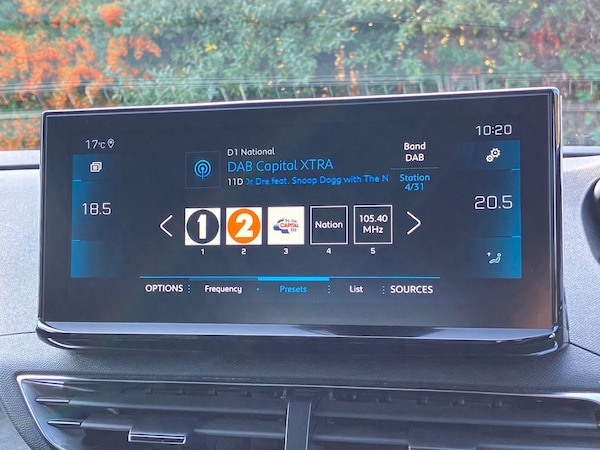 17°C
10:20
D1 National
DAB Capital XTRA
11D Dr Dre feat. Snoop Dogg with The N
Band
DAB
Station
4/31
18.5
20.5
1
2
CAPITAL
Nation
105.40
MHz
1
2
3
4
5
OPTIONS
Frequency
Presets
List
SOURCES